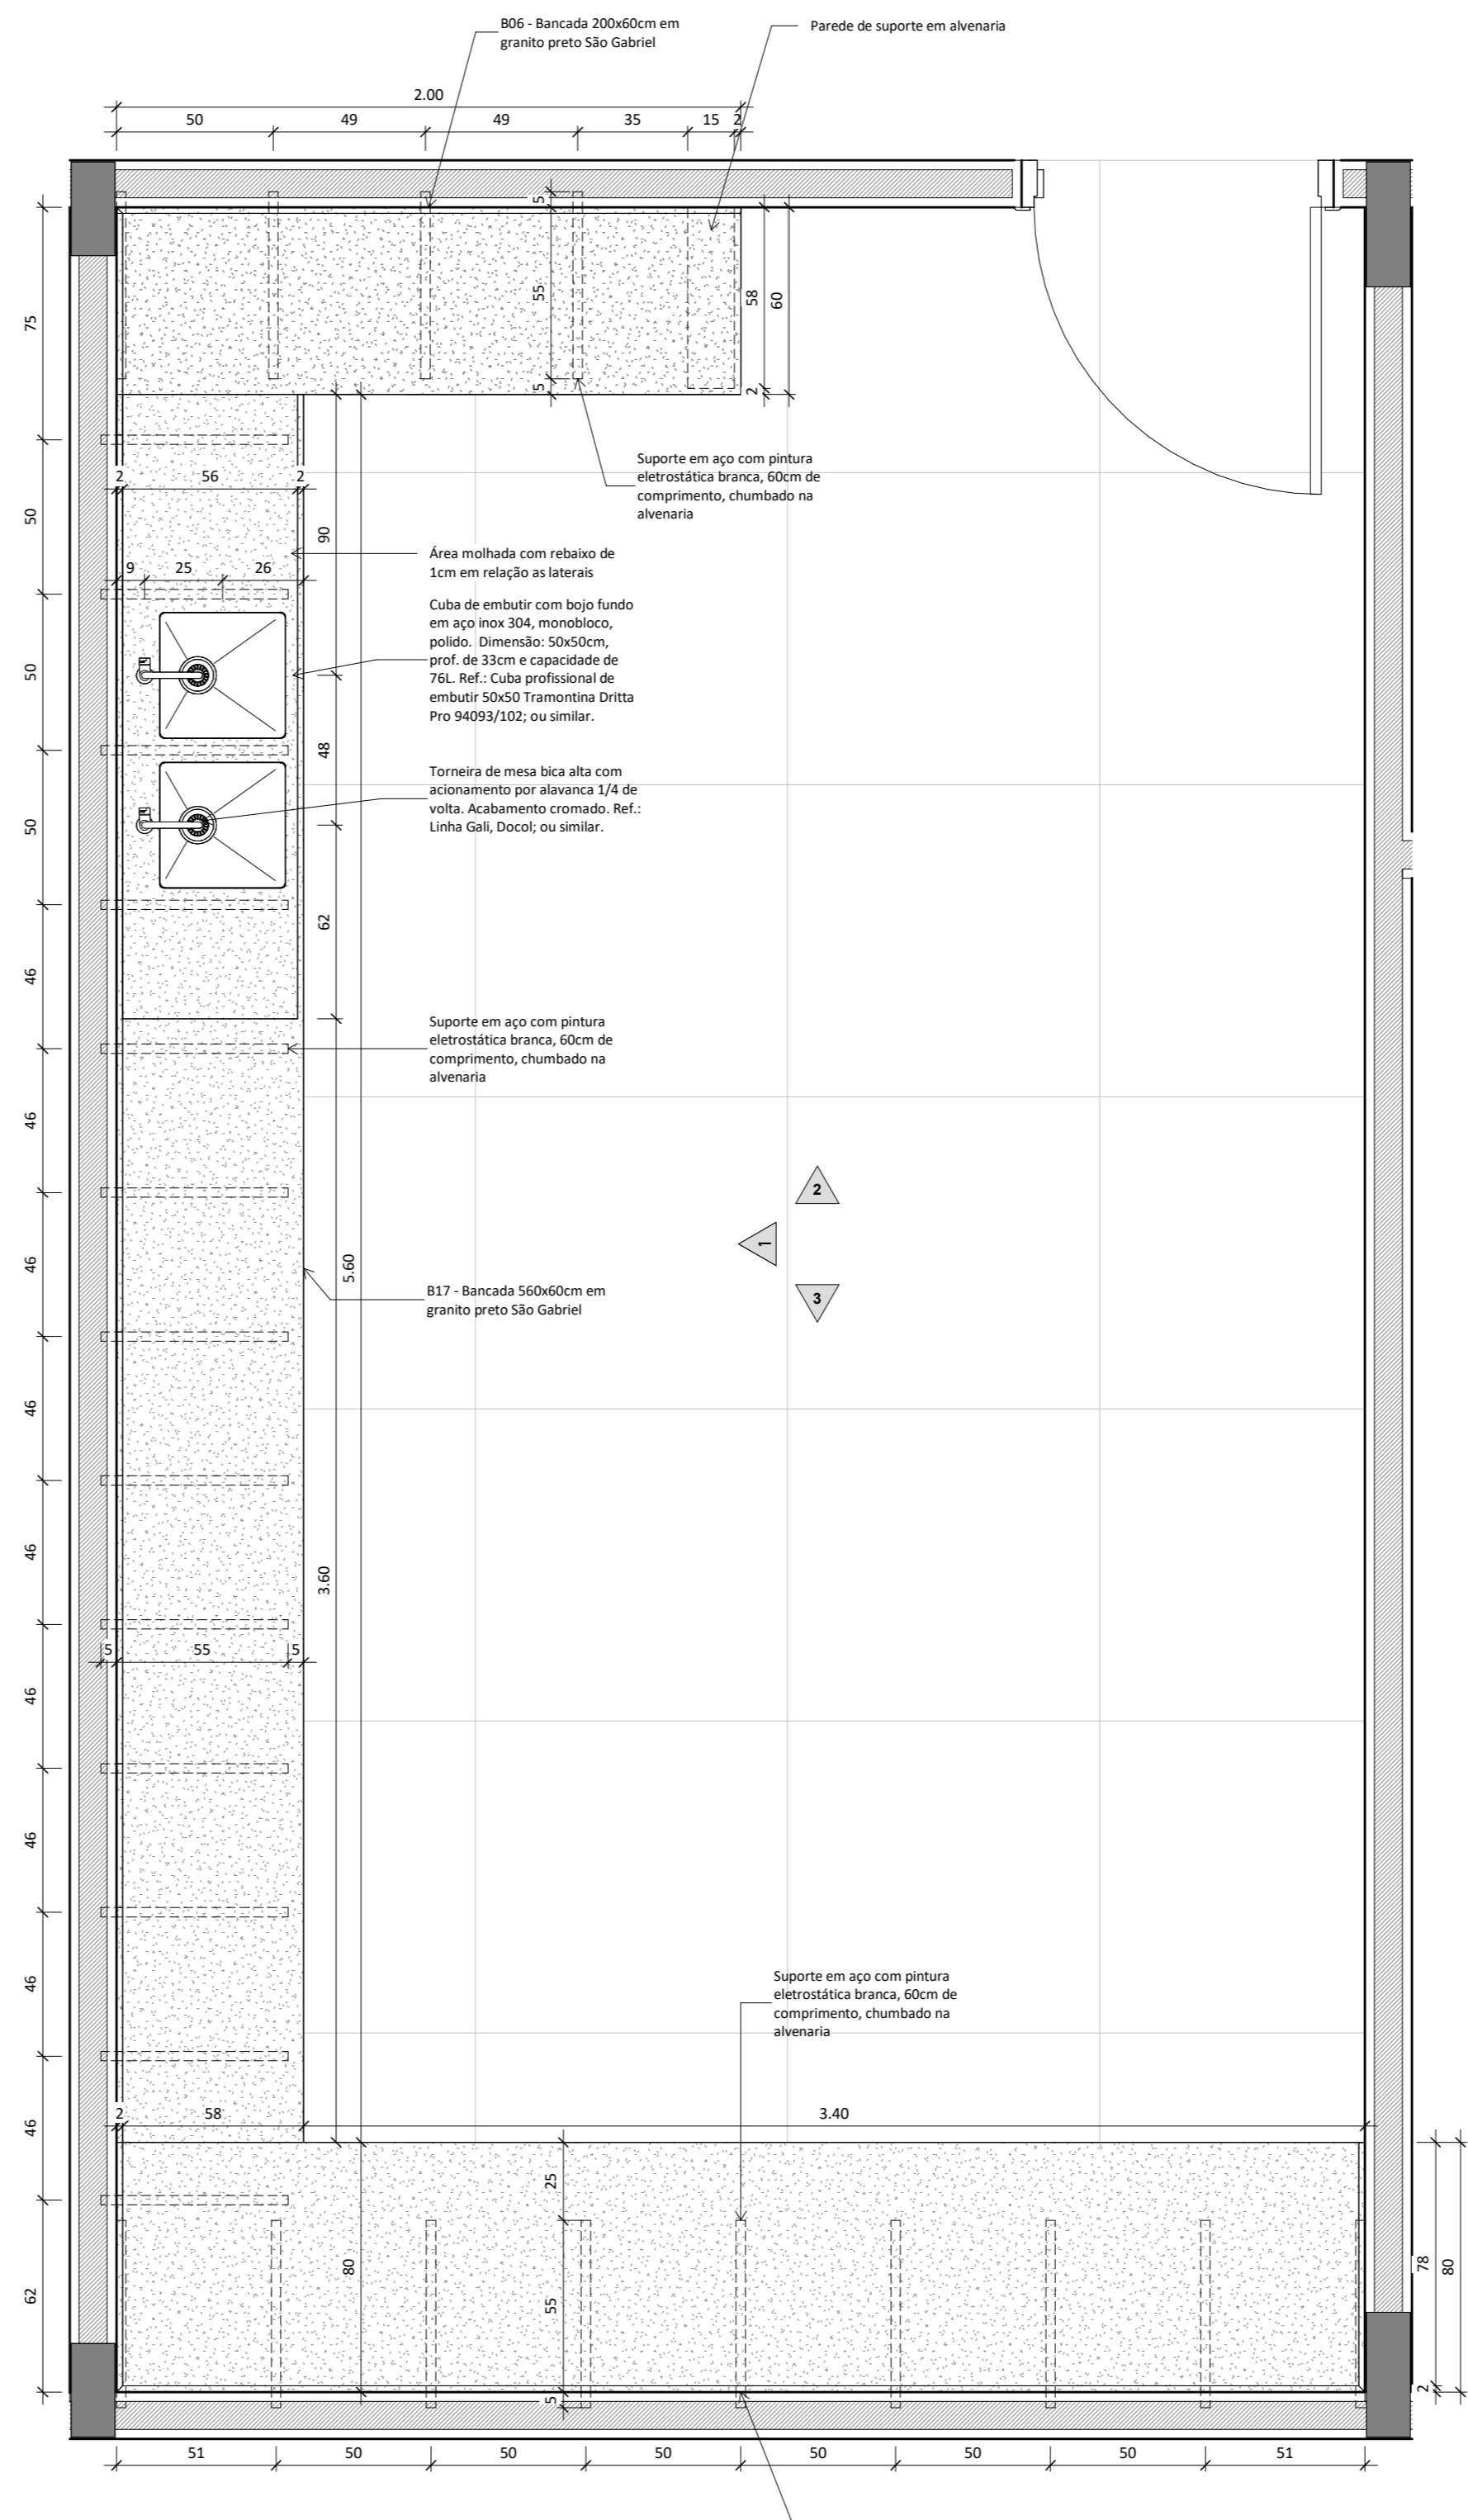 B06 - Bancada 200x60cm em
granito preto São Gabriel
Parede de suporte em alvenaria
2.00
50
49
49
35
15
2
5
55
5
58
60
2
75
50
50
50
46
46
46
46
46
46
46
46
46
62
2
56
2
90
9
25
26
48
62
5.60
3.60
Suporte em aço com pintura
eletrostática branca, 60cm de
comprimento, chumbado na
alvenaria
Área molhada com rebaixo de
1cm em relação as laterais
Cuba de embutir com bojo fundo
em aço inox 304, monobloco,
polido. Dimensão: 50x50cm,
prof. de 33cm e capacidade de
76L. Ref.: Cuba profissional de
embutir 50x50 Tramontina Dritta
Pro 94093/102; ou similar.
Torneira de mesa bica alta com
acionamento por alavanca 1/4 de
volta. Acabamento cromado. Ref.:
Linha Gali, Docol; ou similar.
Suporte em aço com pintura
eletrostática branca, 60cm de
comprimento, chumbado na
alvenaria
2
1
3
B17 - Bancada 560x60cm em
granito preto São Gabriel
5
55
5
Suporte em aço com pintura
eletrostática branca, 60cm de
comprimento, chumbado na
alvenaria
2
58
3.40
25
80
55
5
78
80
2
51
50
50
50
50
50
50
51